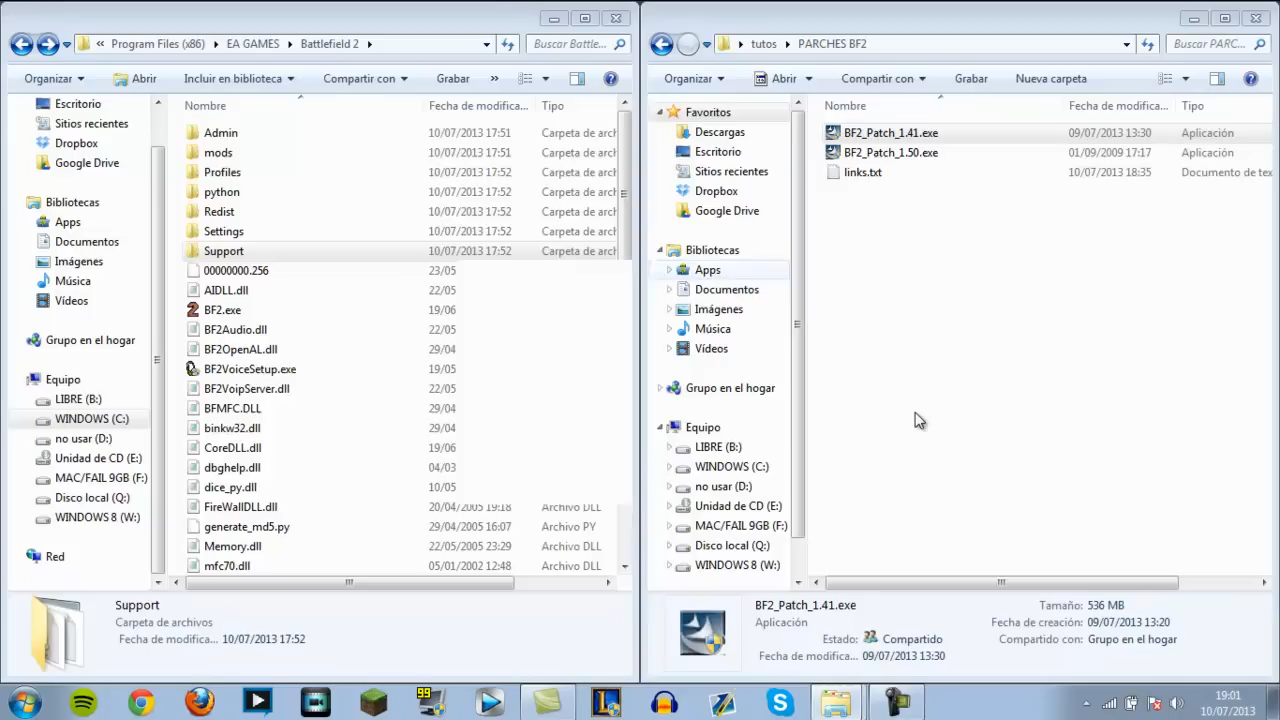 « Program Files (x86) ▸ EA GAMES ▸ Battlefield 2 ▸
Buscar Battle...
Organizar
Abrir
Incluir en biblioteca
Compartir con
Grabar
»
Escritorio
Sitios recientes
Dropbox
Google Drive
Bibliotecas
Apps
Documentos
Imágenes
Música
Vídeos
Grupo en el hogar
Equipo
LIBRE (B:)
WINDOWS (C:)
no usar (D:)
Unidad de CD (E:)
MAC/FAIL 9GB (F:)
Disco local (Q:)
WINDOWS 8 (W:)
Red
Nombre Fecha de modifica... Tipo
Admin 10/07/2013 17:51 Carpeta de arch
mods 10/07/2013 17:51 Carpeta de arch
Profiles 10/07/2013 17:52 Carpeta de arch
python 10/07/2013 17:52 Carpeta de arch
Redist 10/07/2013 17:52 Carpeta de arch
Settings 10/07/2013 17:52 Carpeta de arch
Support 10/07/2013 17:52 Carpeta de arch
00000000.256 23/05
AIDLL.dll 22/05
BF2.exe 19/06
BF2Audio.dll 22/05
BF2OpenAL.dll 29/04
BF2VoiceSetup.exe 19/05
BF2VoipServer.dll 22/05
BFMFC.DLL 29/04
binkw32.dll 29/04
CoreDLL.dll 19/06
dbghelp.dll 04/03
dice_py.dll 10/05
FireWallDLL.dll 20/04/2005 19:18 Archivo DLL
generate_md5.py 29/04/2005 16:07 Archivo PY
Memory.dll 22/05/2005 23:29 Archivo DLL
mfc70.dll 05/01/2002 12:48 Archivo DLL
Support
Carpeta de archivos
Fecha de modifica... 10/07/2013 17:52
tutos ▸ PARCHES BF2
Buscar PARC...
Organizar
Abrir
Compartir con
Grabar
Nueva carpeta
Favoritos
Descargas
Escritorio
Sitios recientes
Dropbox
Google Drive
Bibliotecas
Apps
Documentos
Imágenes
Música
Vídeos
Grupo en el hogar
Equipo
LIBRE (B:)
WINDOWS (C:)
no usar (D:)
Unidad de CD (E:)
MAC/FAIL 9GB (F:)
Disco local (Q:)
WINDOWS 8 (W:)
Nombre Fecha de modifica... Tipo
BF2_Patch_1.41.exe 09/07/2013 13:30 Aplicación
BF2_Patch_1.50.exe 01/09/2009 17:17 Aplicación
links.txt 10/07/2013 18:35 Documento de tex
BF2_Patch_1.41.exe
Aplicación
Estado: Compartido
Fecha de modifica... 09/07/2013 13:30
Tamaño: 536 MB
Fecha de creación: 09/07/2013 13:20
Compartido con: Grupo en el hogar
99
19:01
10/07/2013